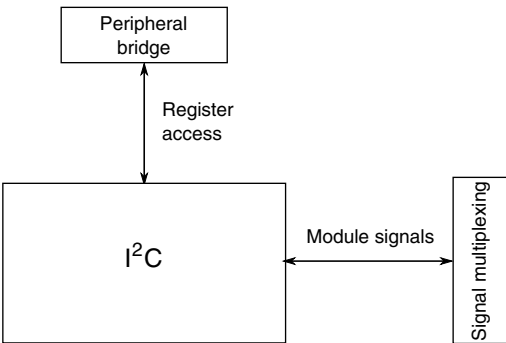 Peripheral
bridge
Register
access
I²C
Module signals
Signal multiplexing